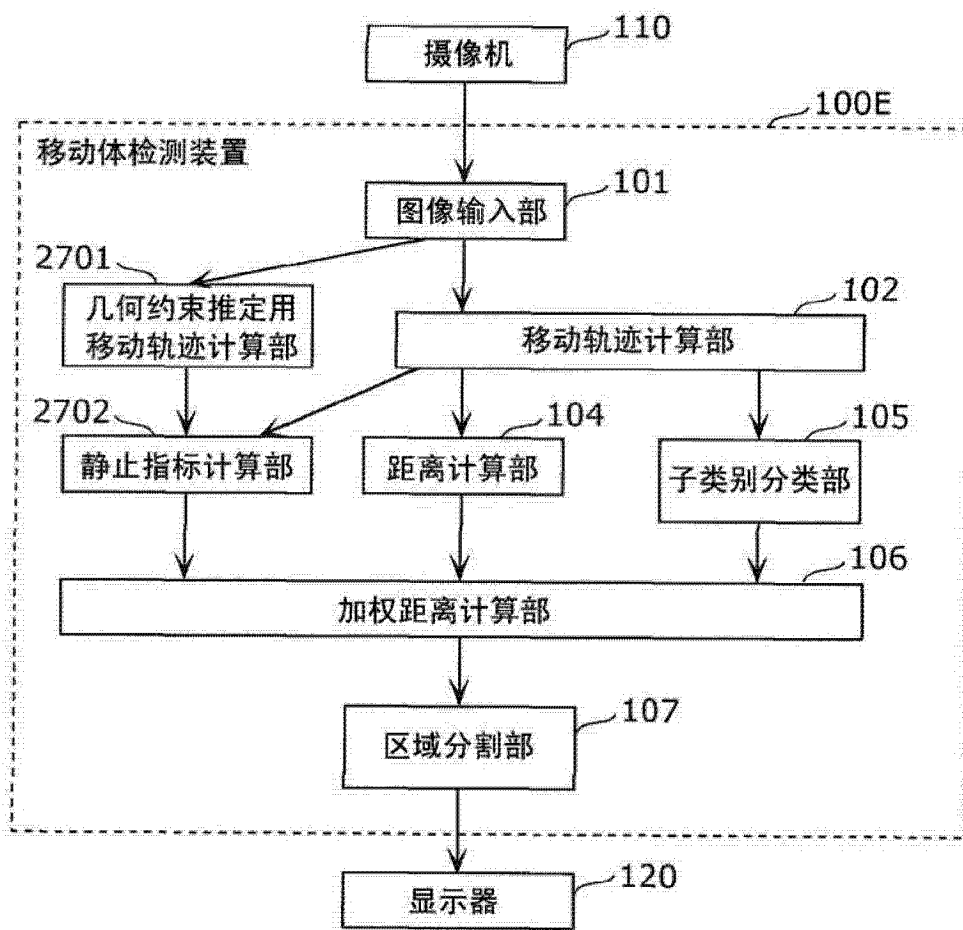 摄像机
110
100E
移动体检测装置
图像输入部
101
2701
几何约束推定用
移动轨迹计算部
102
移动轨迹计算部
2702
静止指标计算部
104
距离计算部
105
子类别分类部
106
加权距离计算部
107
区域分割部
显示器
120